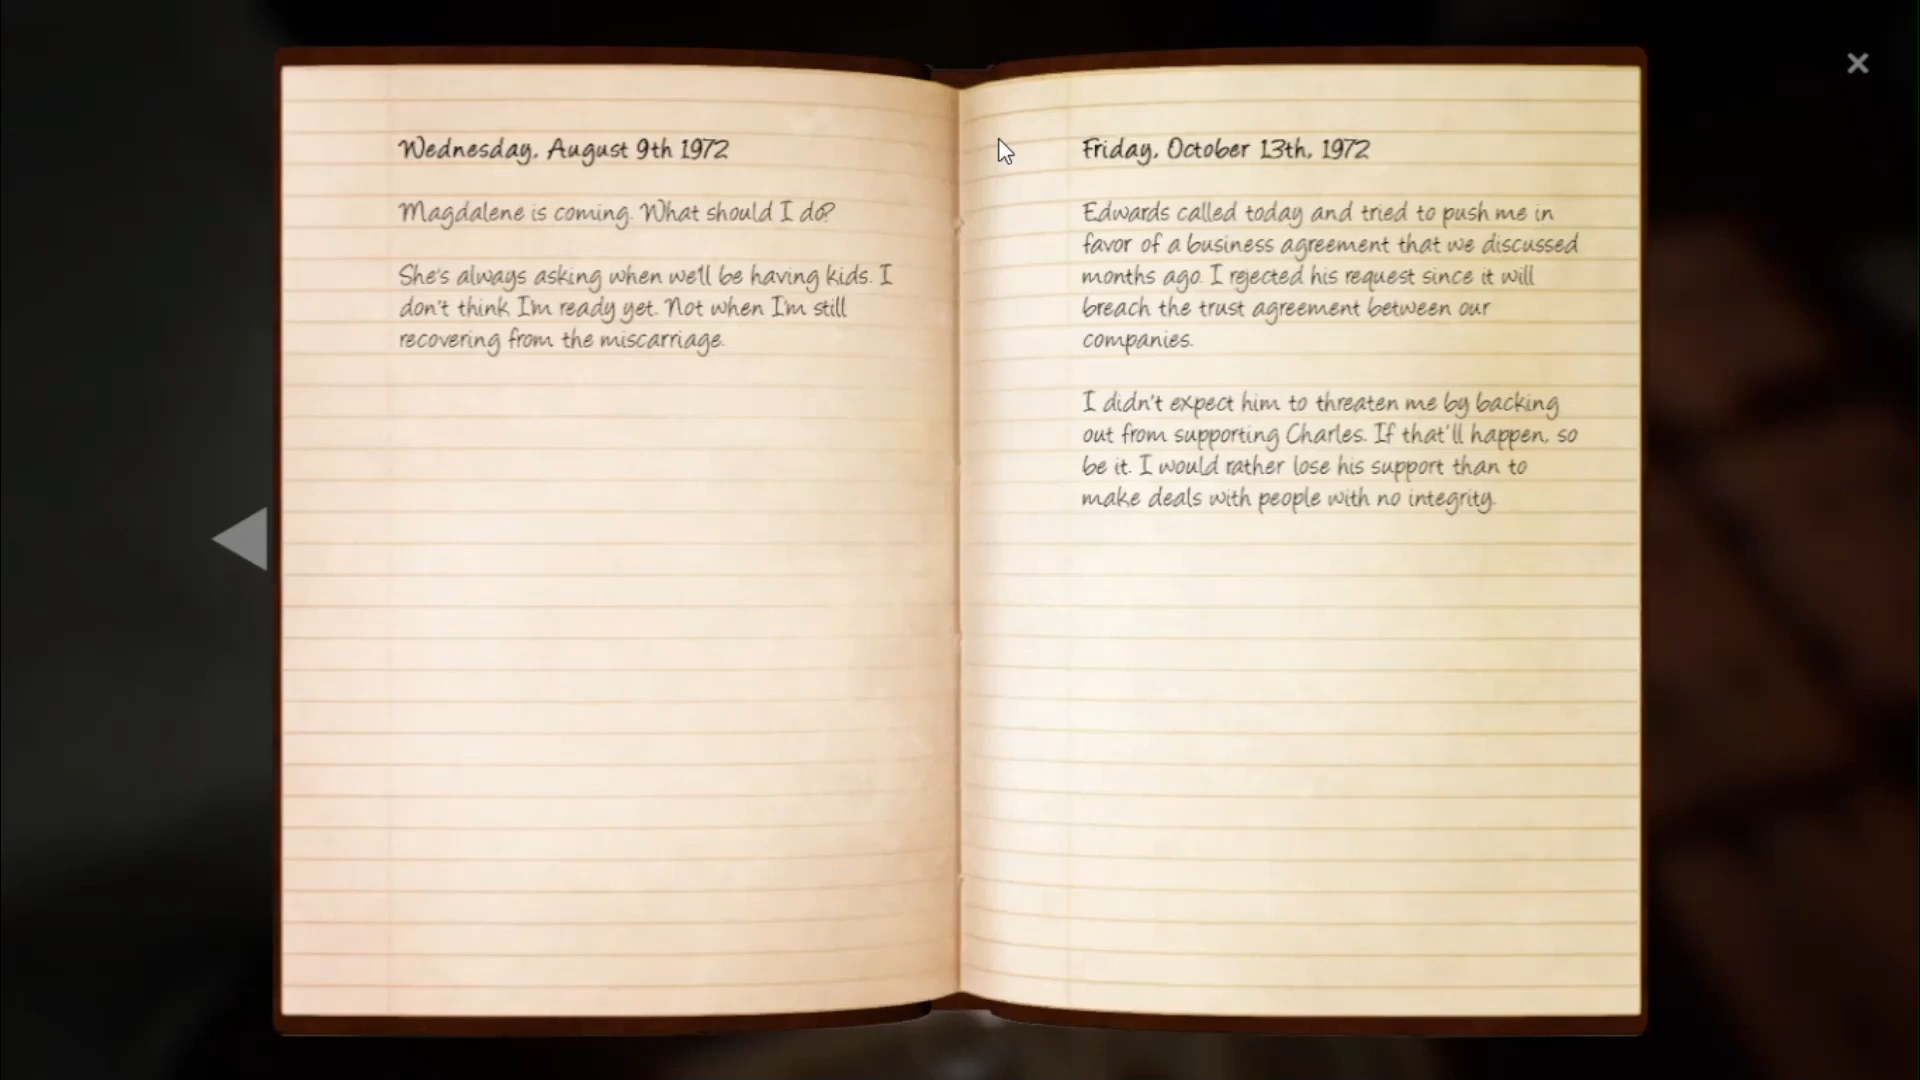 Wednesday, August 9th 1972
Magdalene is coming. What should I do?
She's always asking when we'll be having kids. I
don't think I'm ready yet. Not when I'm still
recovering from the miscarriage.
Friday, October 13th, 1972
Edwards called today and tried to push me in
favor of a business agreement that we discussed
months ago. I rejected his request since it will
breach the trust agreement between our
companies.
I didn't expect him to threaten me by backing
out from supporting Charles. If that'll happen, so
be it. I would rather lose his support than to
make deals with people with no integrity.